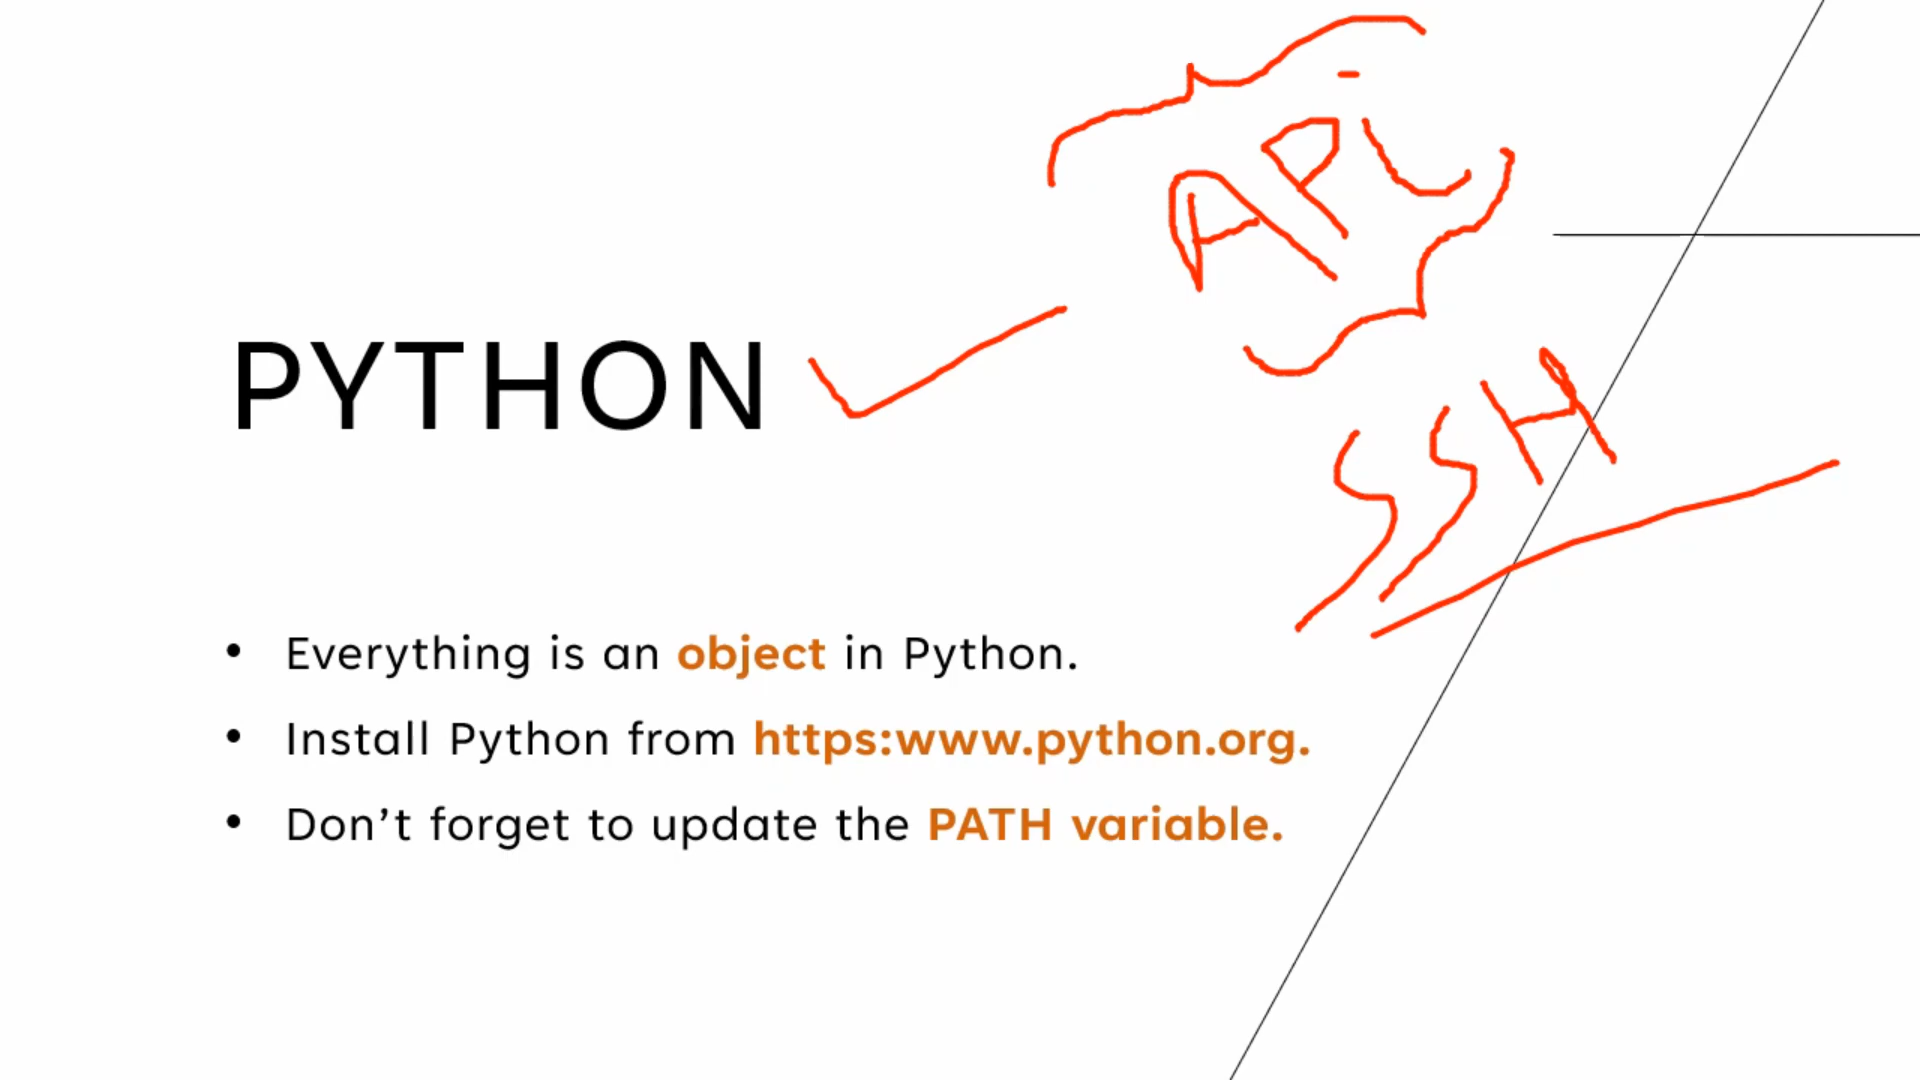 API
SSH
PYTHON
• Everything is an object in Python.
• Install Python from https:www.python.org.
• Don’t forget to update the PATH variable.